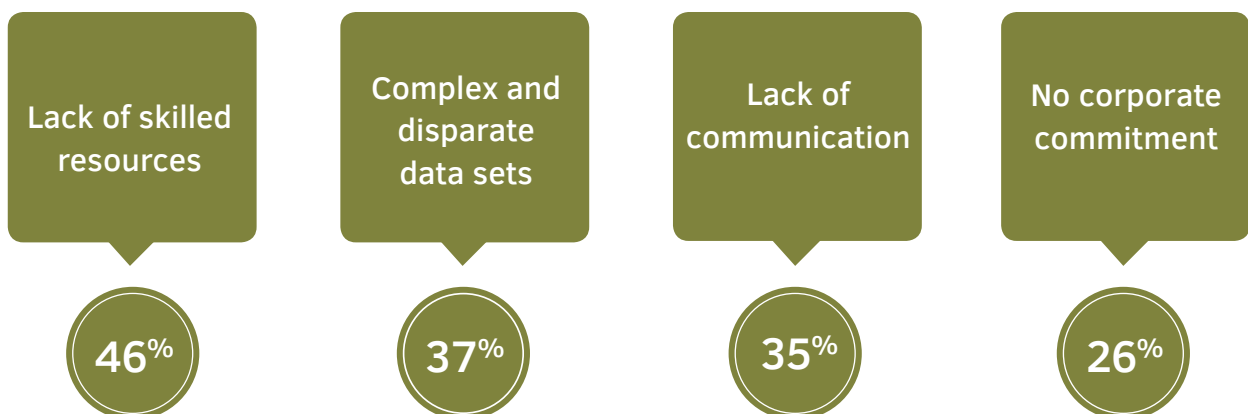 Lack of skilled
resources
Complex and
disparate
data sets
Lack of
communication
No corporate
commitment
46%
37%
35%
26%